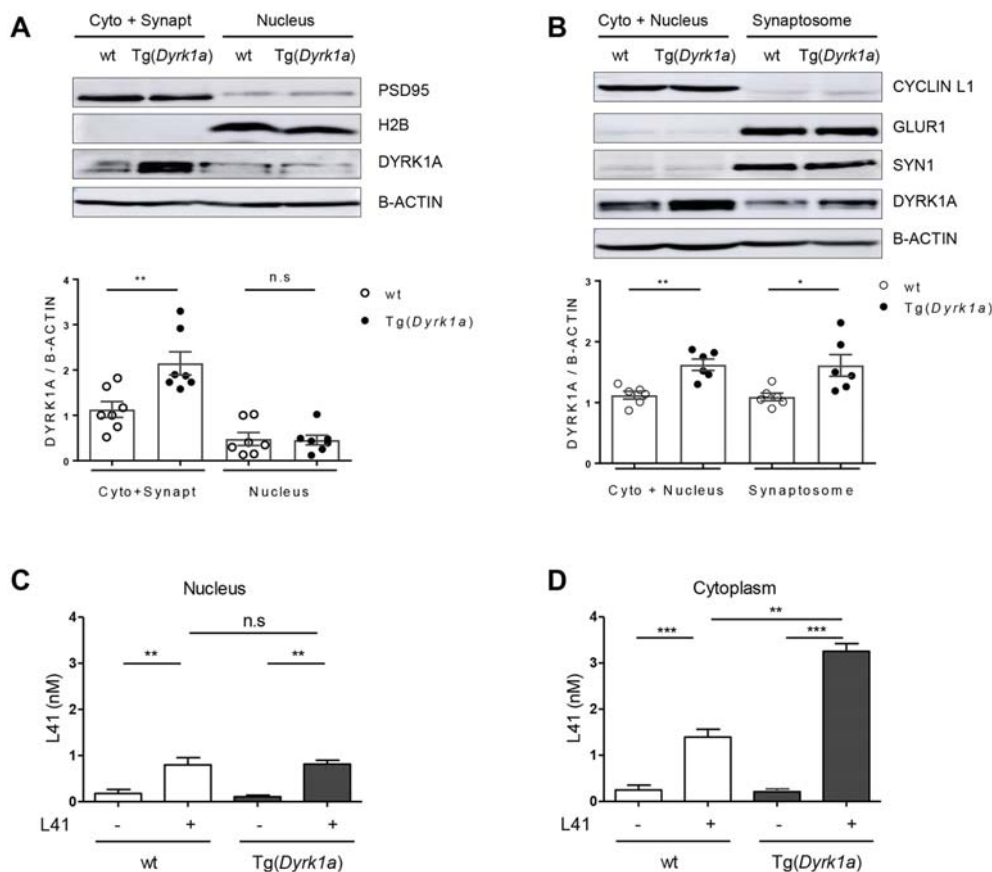 A
Cyto + Synapt Nucleus
wt Tg(Dyrk1a) wt Tg(Dyrk1a)
PSD95
H2B
DYRK1A
B-ACTIN
DYRK1A / B-ACTIN
4
3
2
1
0
** n.s
wt
Tg(Dyrk1a)
Cyto+Synapt Nucleus
B
Cyto + Nucleus Synaptosome
wt Tg(Dyrk1a) wt Tg(Dyrk1a)
CYCLIN L1
GLUR1
SYN1
DYRK1A
B-ACTIN
DYRK1A / B-ACTIN
3
2
1
0
** *
wt
Tg(Dyrk1a)
Cyto + Nucleus Synaptosome
C
Nucleus
L41 (nM)
4
3
2
1
0
n.s
** **
L41 - + - +
wt Tg(Dyrk1a)
D
Cytoplasm
L41 (nM)
4
3
2
1
0
**
*** ***
L41 - + - +
wt Tg(Dyrk1a)